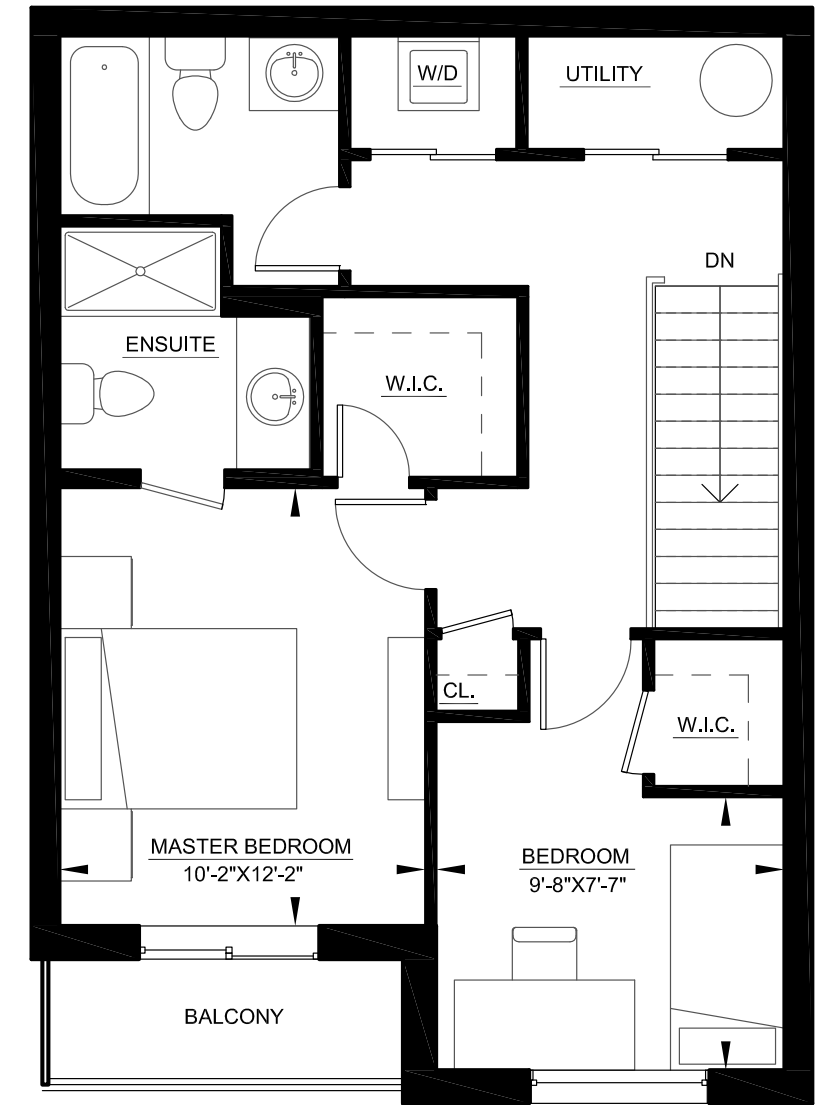 W/D
UTILITY
DN
ENSUITE
W.I.C.
CL.
W.I.C.
MASTER BEDROOM
10'-2"X12'-2"
BEDROOM
9'-8"X7'-7"
BALCONY